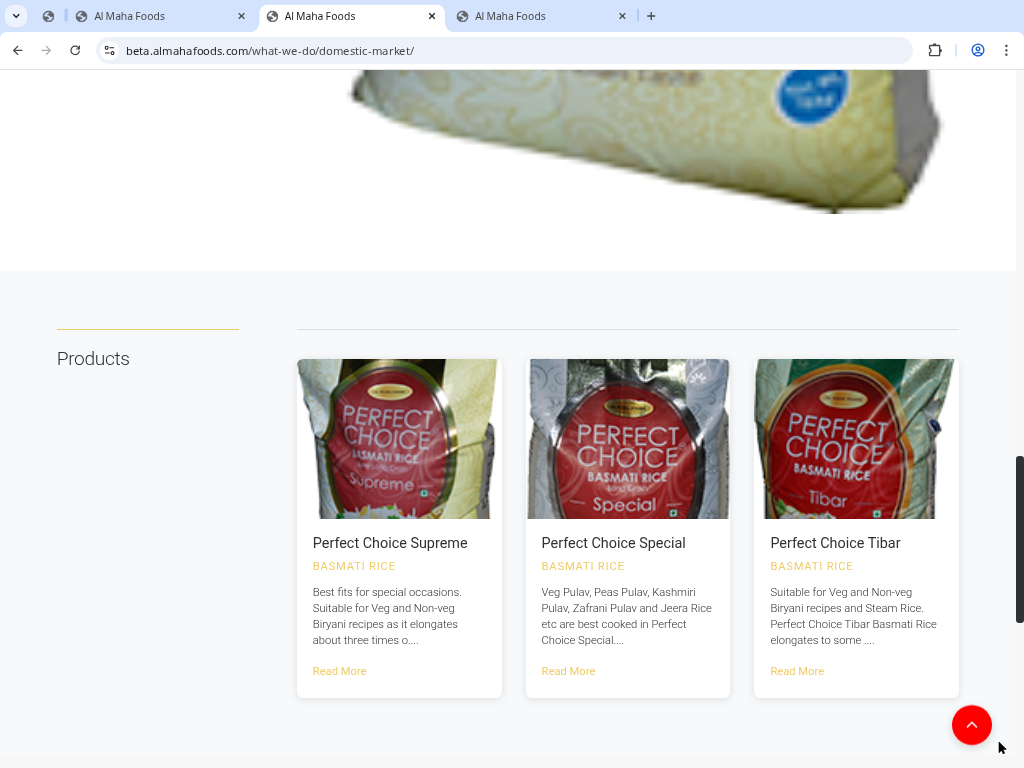 Al Maha Foods
Al Maha Foods
Al Maha Foods
beta.almahafoods.com/what-we-do/domestic-market/
Products
PERFECT
CHOICE
BASMATI RICE
Supreme
PERFECT
CHOICE
BASMATI RICE
Long Grain
Special
PERFECT
CHOICE
BASMATI RICE
Tibar
Perfect Choice Supreme
BASMATI RICE
Best fits for special occasions.
Suitable for Veg and Non-veg
Biryani recipes as it elongates
about three times o....
Read More
Perfect Choice Special
BASMATI RICE
Veg Pulav, Peas Pulav, Kashmiri
Pulav, Zafrani Pulav and Jeera Rice
etc are best cooked in Perfect
Choice Special....
Read More
Perfect Choice Tibar
BASMATI RICE
Suitable for Veg and Non-veg
Biryani recipes and Steam Rice.
Perfect Choice Tibar Basmati Rice
elongates to some ....
Read More